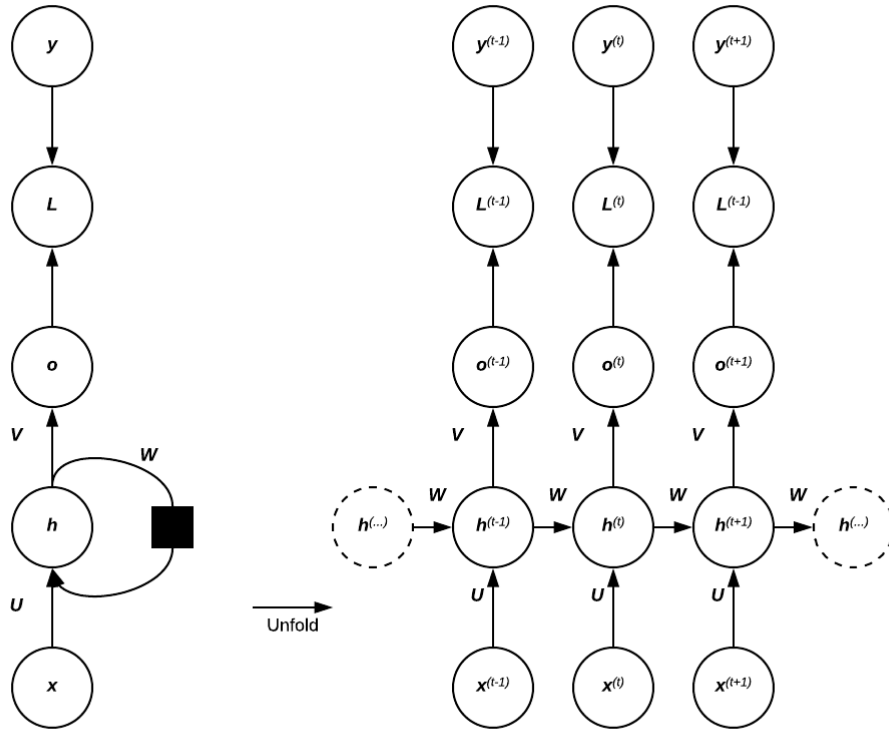 y y(t-1) y(t) y(t+1)
L L(t-1) L(t) L(t-1)
o o(t-1) o(t) o(t+1)
V V V V
W W W W W
h h(...) h(t-1) h(t) h(t+1) h(...)
U U U U
Unfold
x x(t-1) x(t) x(t+1)